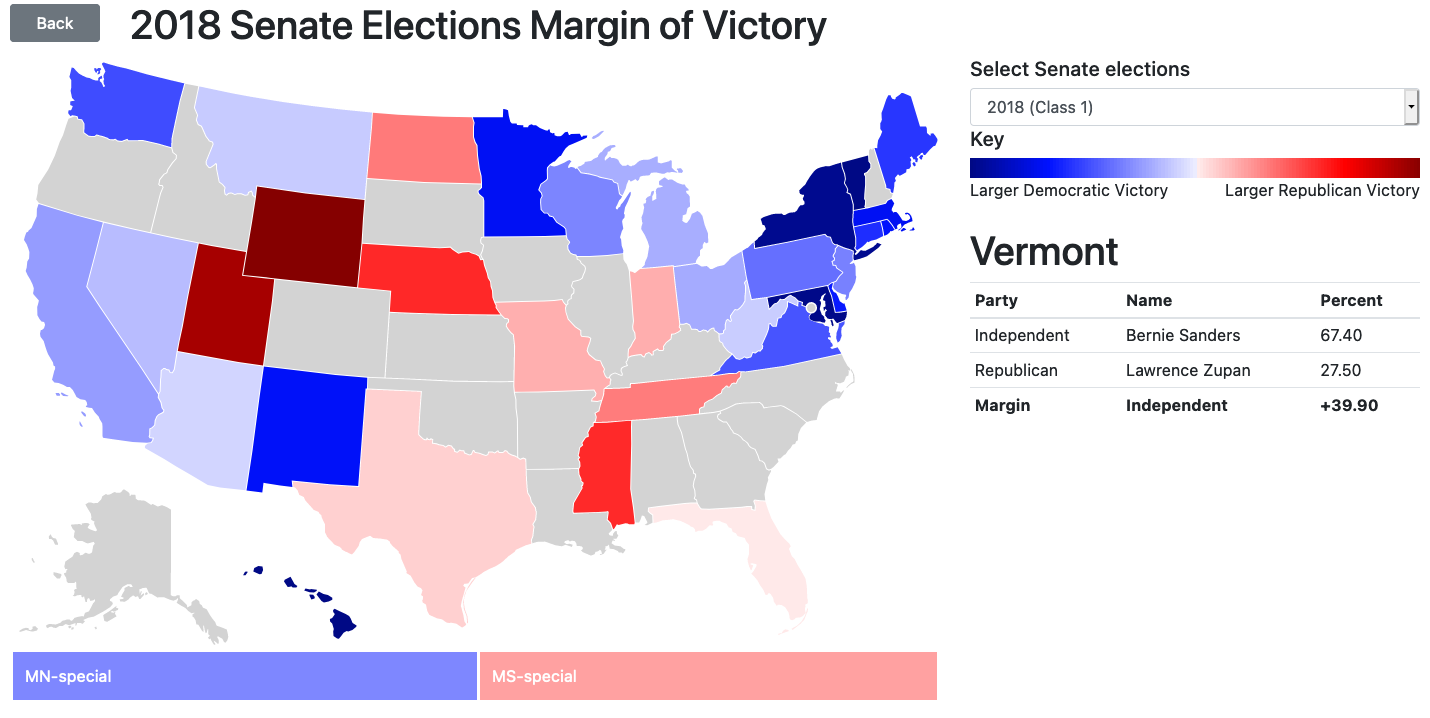 Back
2018 Senate Elections Margin of Victory
Select Senate elections
2018 (Class 1)
Key
Larger Democratic Victory Larger Republican Victory
Vermont
Party Name Percent
Independent Bernie Sanders 67.40
Republican Lawrence Zupan 27.50
Margin Independent +39.90
MN-special MS-special